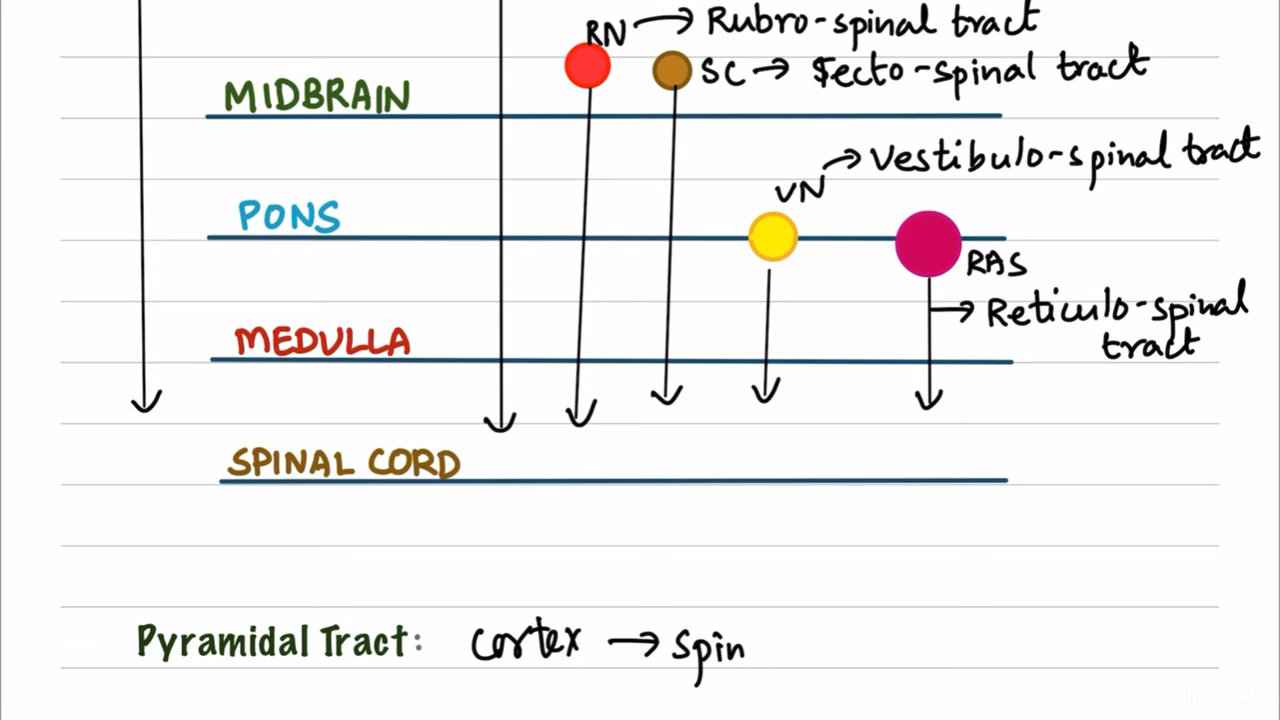 RN → Rubro-spinal tract
SC → Tecto-spinal tract
MIDBRAIN
VN → Vestibulo-spinal tract
PONS
RAS
→ Reticulo-spinal
tract
MEDULLA
SPINAL CORD
Pyramidal Tract: Cortex → Spin